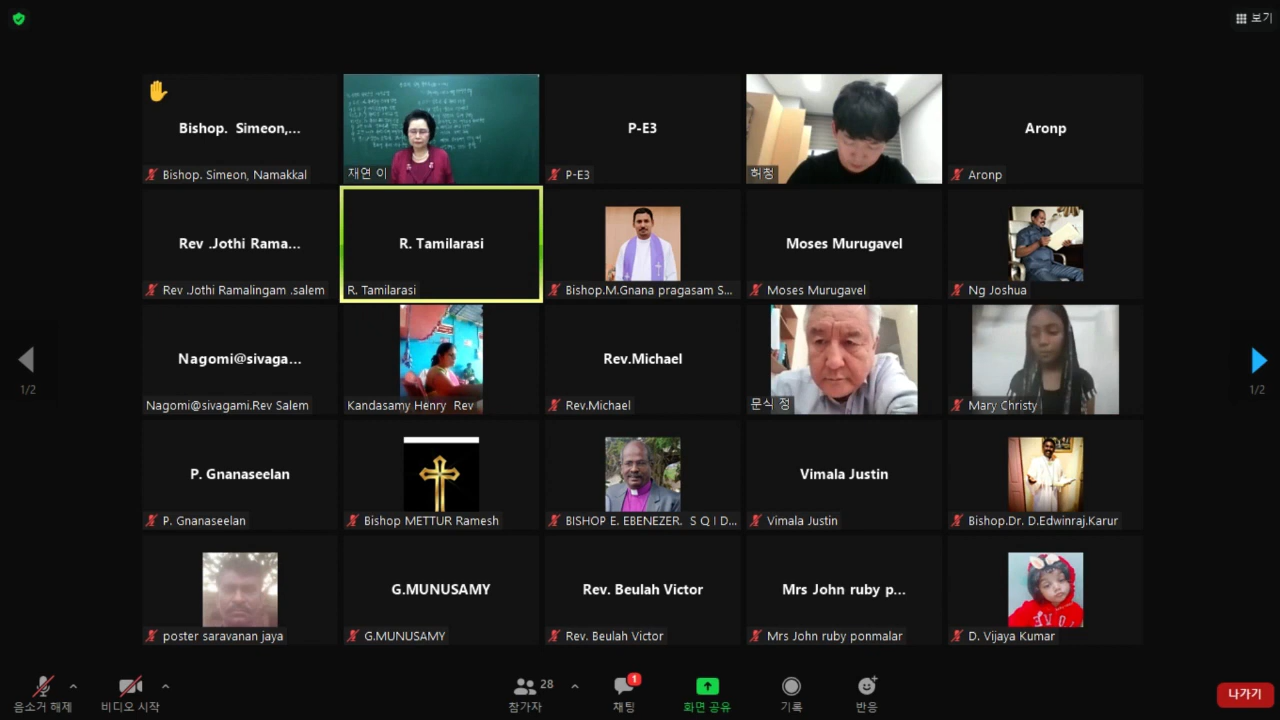 보기
Bishop. Simeon,...
Bishop. Simeon, Namakkal
재연 이
P-E3
P-E3
허청
Aronp
Aronp
Rev .Jothi Rama...
Rev .Jothi Ramalingam .salem
R. Tamilarasi
R. Tamilarasi
Bishop.M.Gnana pragasam S...
Moses Murugavel
Moses Murugavel
Ng Joshua
Nagomi@sivaga...
Nagomi@sivagami.Rev Salem
Kandasamy Henry Rev
Rev.Michael
Rev.Michael
문식 정
Mary Christy
1/2
1/2
P. Gnanaseelan
P. Gnanaseelan
Bishop METTUR Ramesh
BISHOP E. EBENEZER. S Q I D...
Vimala Justin
Vimala Justin
Bishop.Dr. D.Edwinraj.Karur
poster saravanan jaya
G.MUNUSAMY
G.MUNUSAMY
Rev. Beulah Victor
Rev. Beulah Victor
Mrs John ruby p...
Mrs John ruby ponmalar
D. Vijaya Kumar
음소거 해제
비디오 시작
28
참가자
1
채팅
화면 공유
기록
반응
나가기